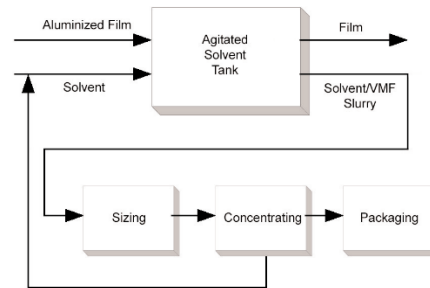 Aluminized Film
Agitated
Solvent
Tank
Film
Solvent
Solvent/VMF
Slurry
Sizing
Concentrating
Packaging